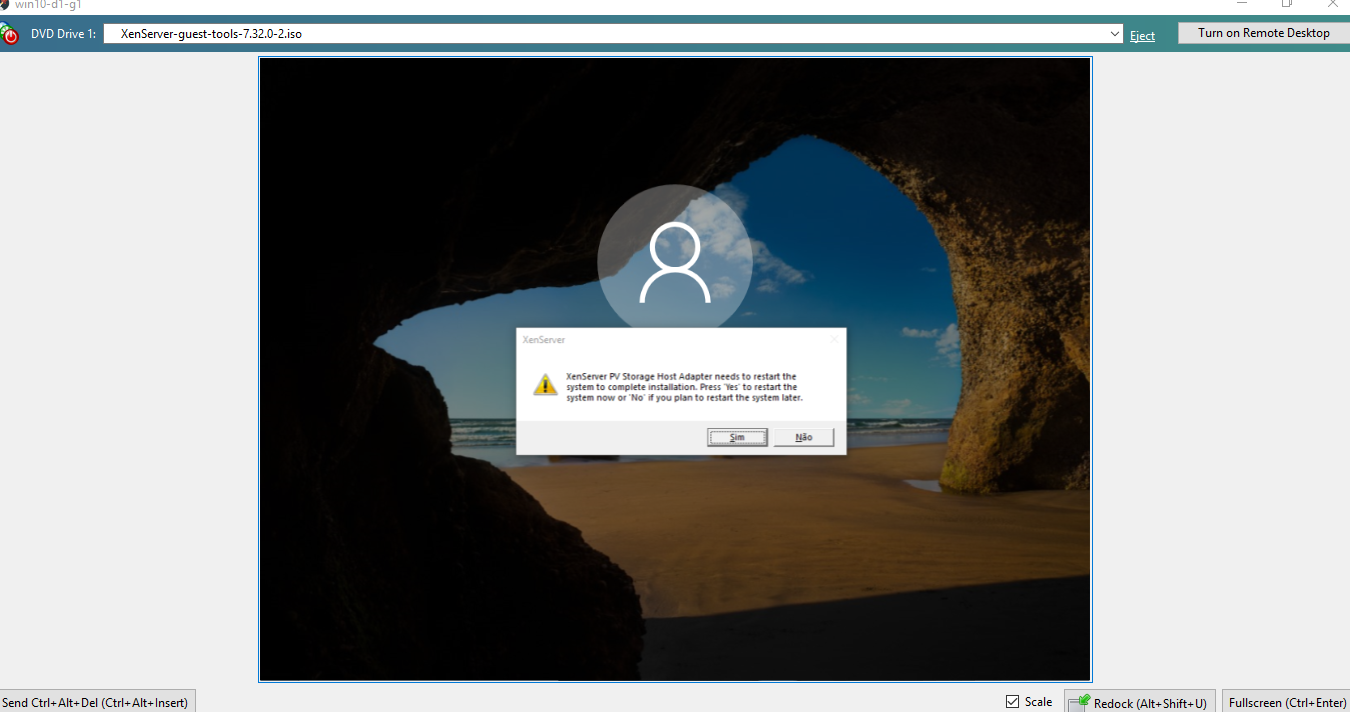 win10-d1-g1
DVD Drive 1:
XenServer-guest-tools-7.32.0-2.iso
Eject
Turn on Remote Desktop
XenServer
XenServer PV Storage Host Adapter needs to restart the
system to complete installation. Press 'Yes' to restart the
system now or 'No' if you plan to restart the system later.
Sim
Não
Send Ctrl+Alt+Del (Ctrl+Alt+Insert)
Scale
Redock (Alt+Shift+U)
Fullscreen (Ctrl+Enter)